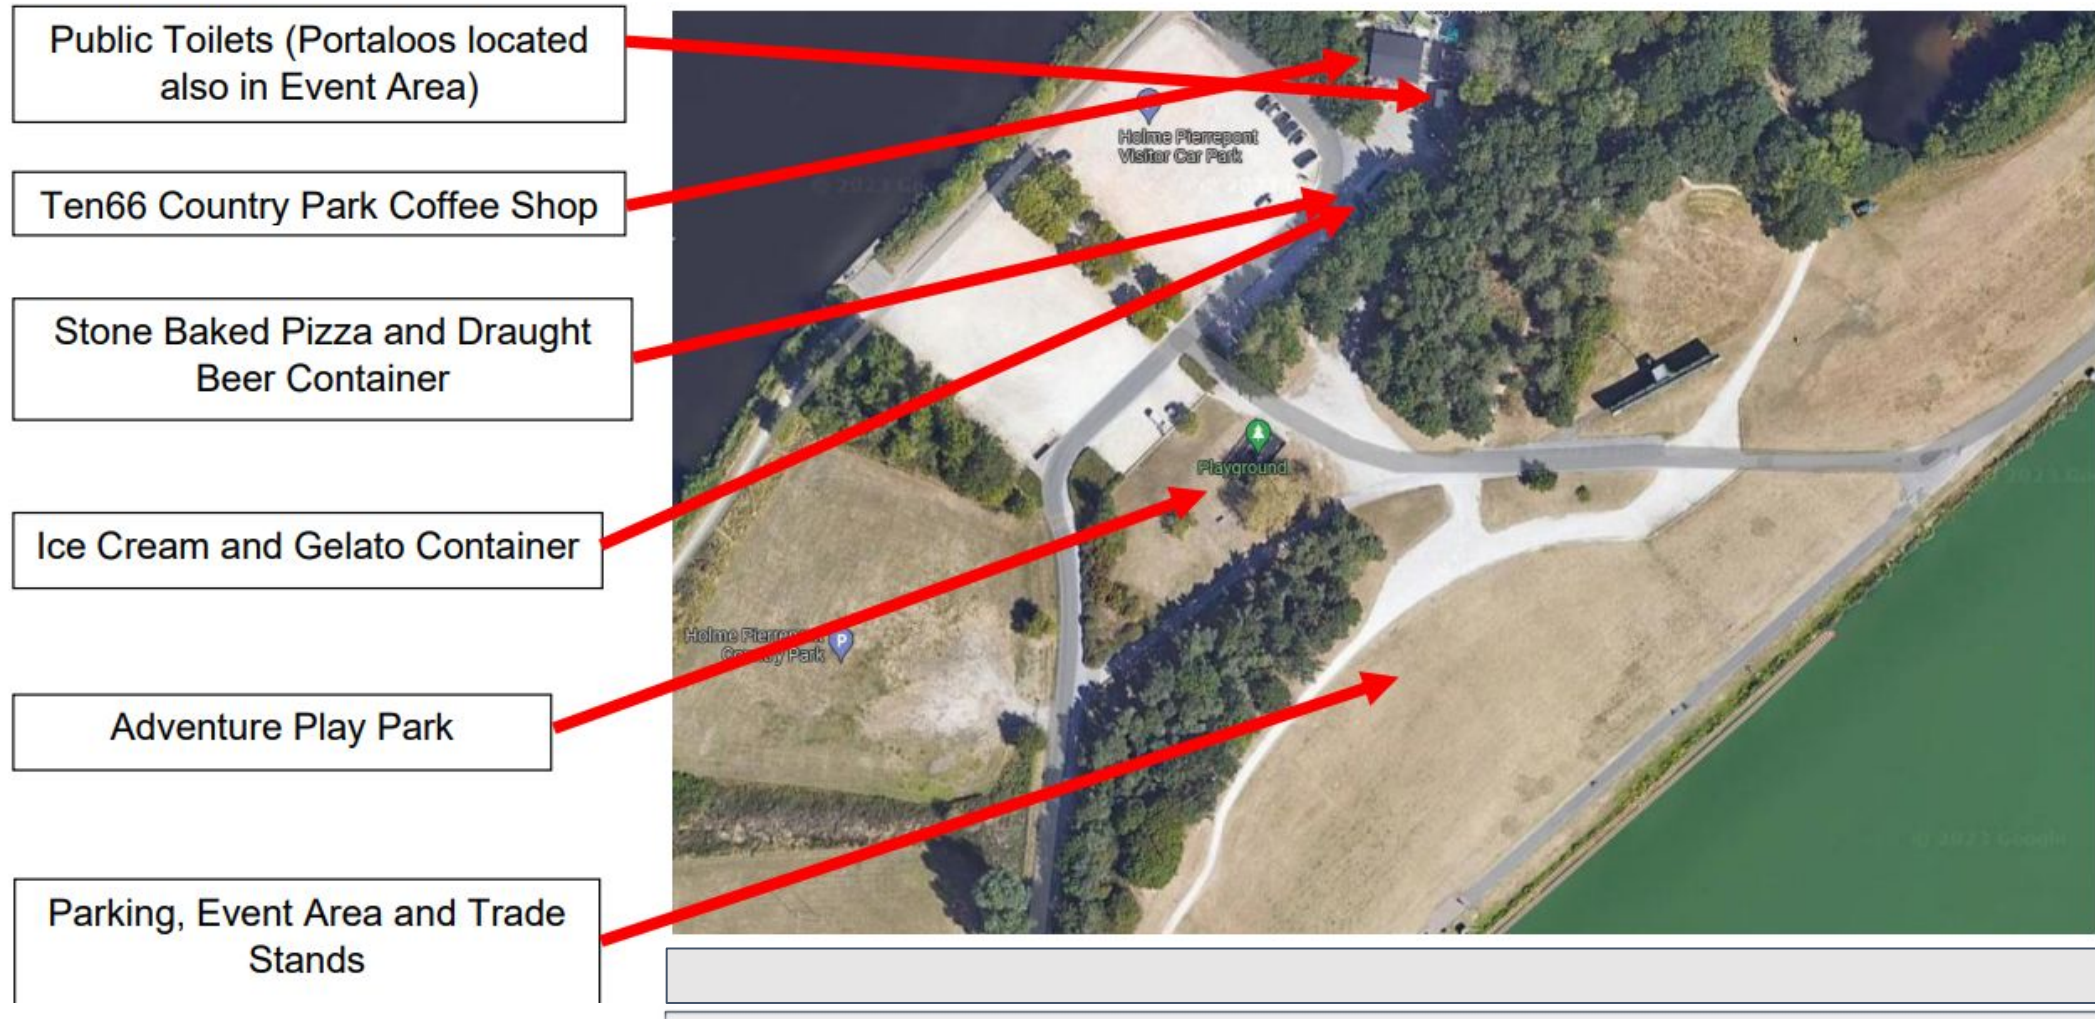 Public Toilets (Portaloos located
also in Event Area)
Ten66 Country Park Coffee Shop
Stone Baked Pizza and Draught
Beer Container
Ice Cream and Gelato Container
Adventure Play Park
Parking, Event Area and Trade
Stands
Holme Pierrepont
Visitor Car Park
Playground
Holme Pierrepont
Country Park
P
© 2023 Google